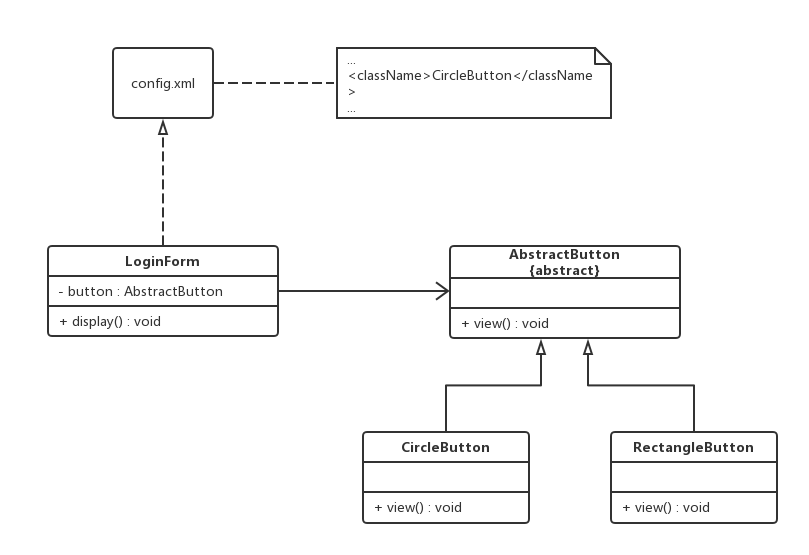 config.xml
...
<className>CircleButton</className
>
...
LoginForm
- button : AbstractButton
+ display() : void
AbstractButton
{abstract}
+ view() : void
CircleButton
+ view() : void
RectangleButton
+ view() : void